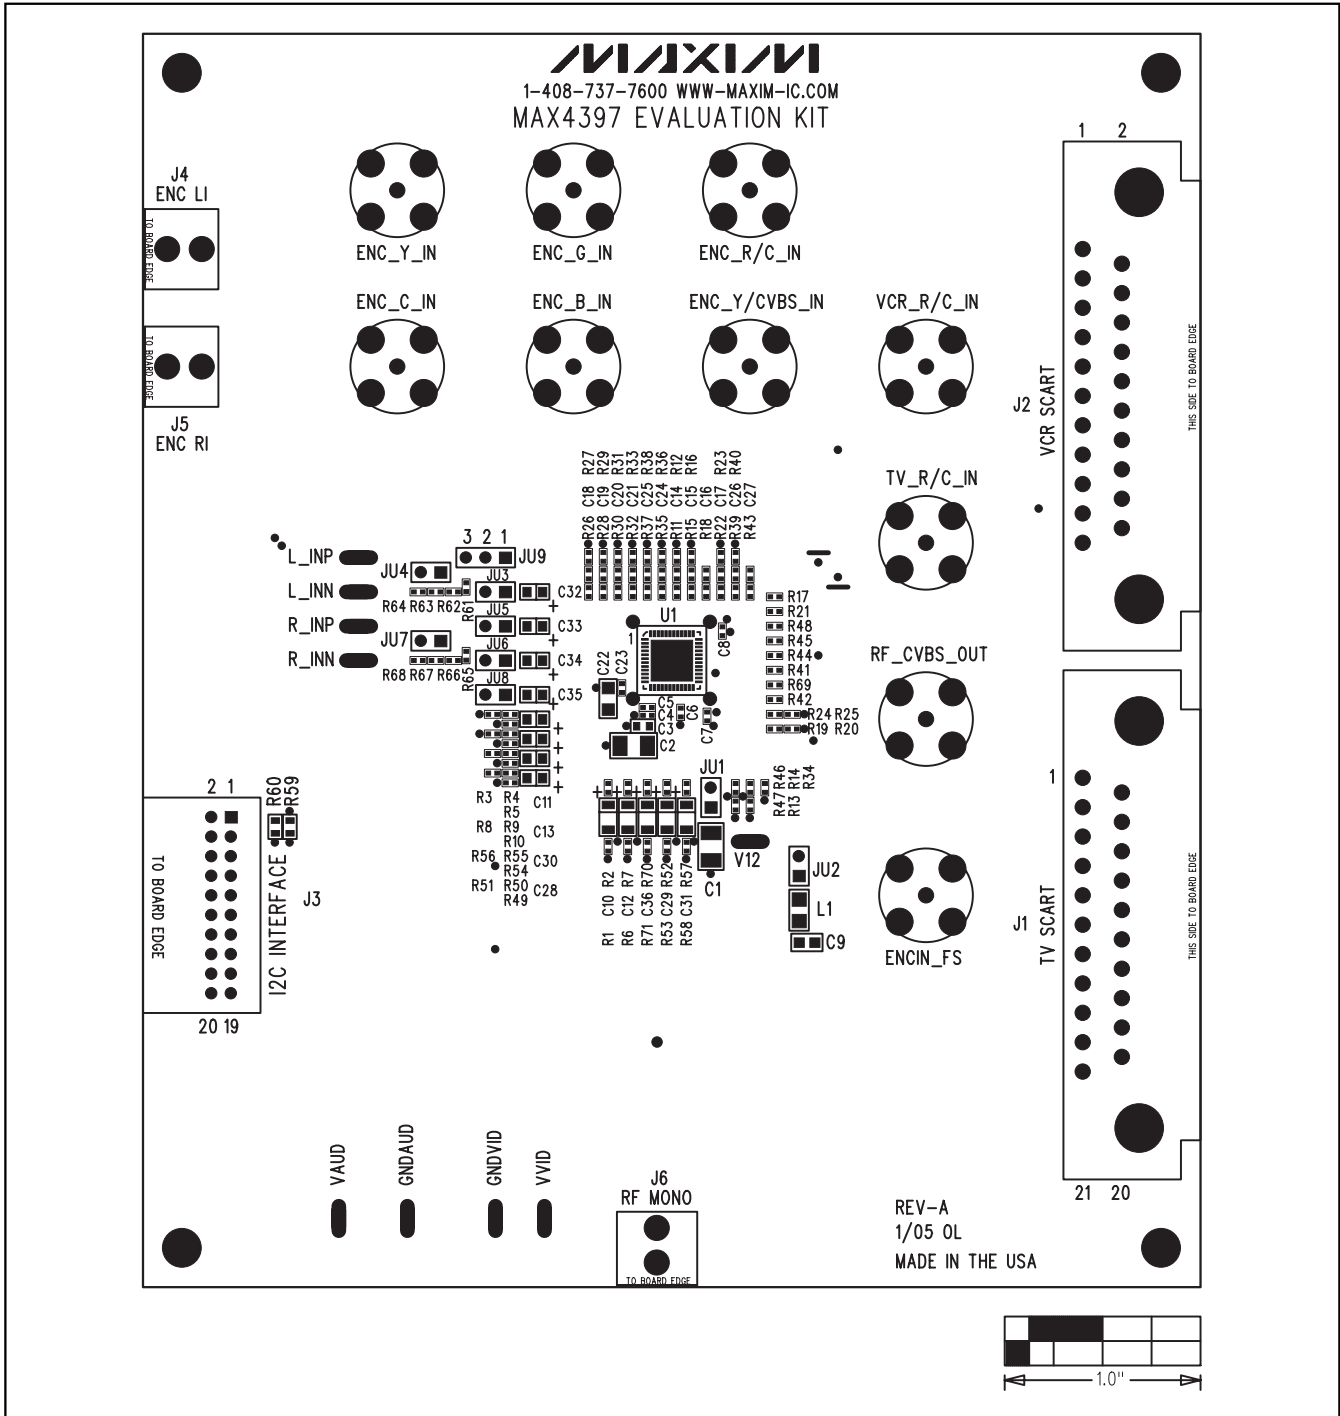 MAXIM
1-408-737-7600 WWW-MAXIM-IC.COM
MAX4397 EVALUATION KIT
1 2
J4
ENC LI
TO BOARD EDGE
ENC_Y_IN
ENC_G_IN
ENC_R/C_IN
ENC_C_IN
ENC_B_IN
ENC_Y/CVBS_IN
VCR_R/C_IN
TO BOARD EDGE
J5
ENC RI
J2
VCR SCART
THIS SIDE TO BOARD EDGE
R27 R29 R31 R33 R38 R36 R12 R16 R23 R40
C18 C19 C20 C21 C25 C24 C14 C15 C16 C17 C26 C27
R26 R28 R30 R32 R37 R35 R11 R15 R18 R22 R39 R43
TV_R/C_IN
L_INP
L_INN
R_INP
R_INN
3 2 1
JU9
JU4
JU3
R64 R63 R62
R61
C32
+
JU5
C33
+
JU7
JU6
C34
+
R68 R67 R66
R65
JU8
C35
+
+
+
+
+
U1
1
C8
C22
C23
C5
C4
C3
C2
C6
C7
R17
R21
R48
R45
R44
R41
R69
R42
R24 R25
R19 R20
RF_CVBS_OUT
R3 R4 C11
R5
R8 R9 C13
R10
R56 R55 C30
R54
R51 R50 C28
R49
+ + + + +
JU1
R46
R14
R34
R47
R13
V12
C1
R2 R7 R70 R52 R57
C10 C12 C36 C29 C31
R1 R6 R71 R53 R58
JU2
L1
C9
ENCIN_FS
2 1
R60
R59
TO BOARD EDGE
I2C INTERFACE
J3
20 19
1
J1
TV SCART
THIS SIDE TO BOARD EDGE
21 20
VAUD
GNDAUD
GNDVID
VVID
J6
RF MONO
TO BOARD EDGE
REV-A
1/05 OL
MADE IN THE USA
1.0"